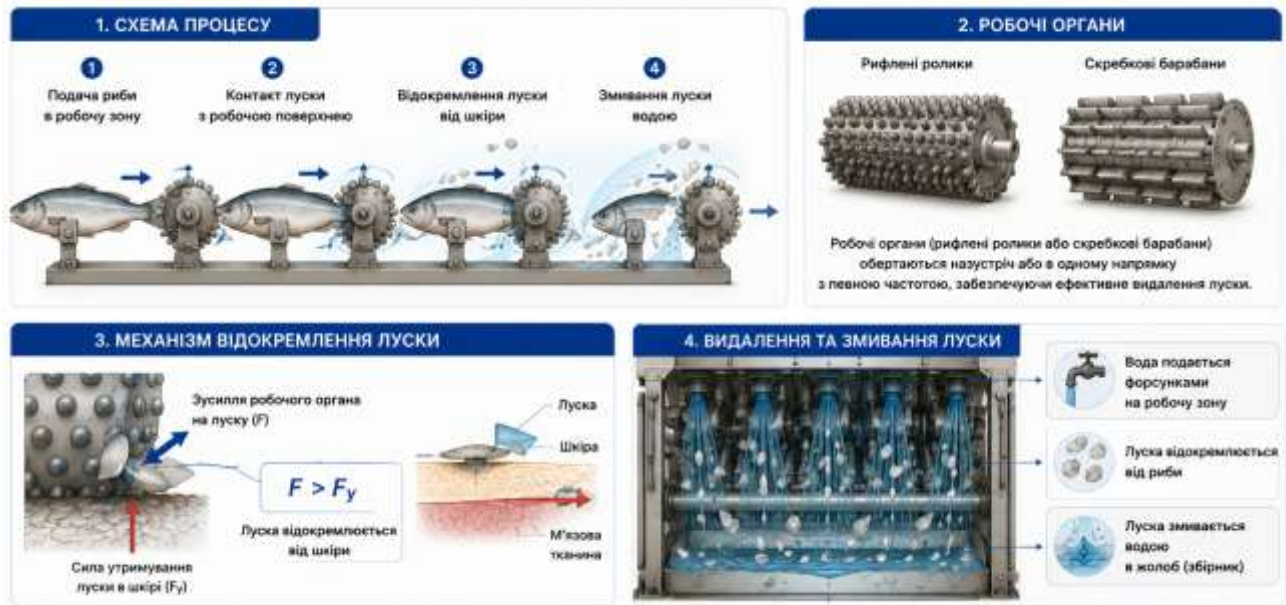 1. СХЕМА ПРОЦЕСУ
1
Подача риби
в робочу зону
2
Контакт луски
з робочою поверхнею
3
Відокремлення луски
від шкіри
4
Змивання луски
водою
2. РОБОЧІ ОРГАНИ
Рифлені ролики
Скребкові барабани
Робочі органи (рифлені ролики або скребкові барабани)
обертаються назустріч або в одному напрямку
з певною частотою, забезпечуючи ефективне видалення луски.
3. МЕХАНІЗМ ВІДОКРЕМЛЕННЯ ЛУСКИ
Зусилля робочого органа
на луску (F)
F > Fу
Луска відокремлюється
від шкіри
Сила утримування
луски в шкірі (Fу)
Луска
Шкіра
М'язова
тканина
4. ВИДАЛЕННЯ ТА ЗМИВАННЯ ЛУСКИ
Вода подається
форсунками
на робочу зону
Луска відокремлюється
від риби
Луска змивається
водою
в жолоб (збірник)